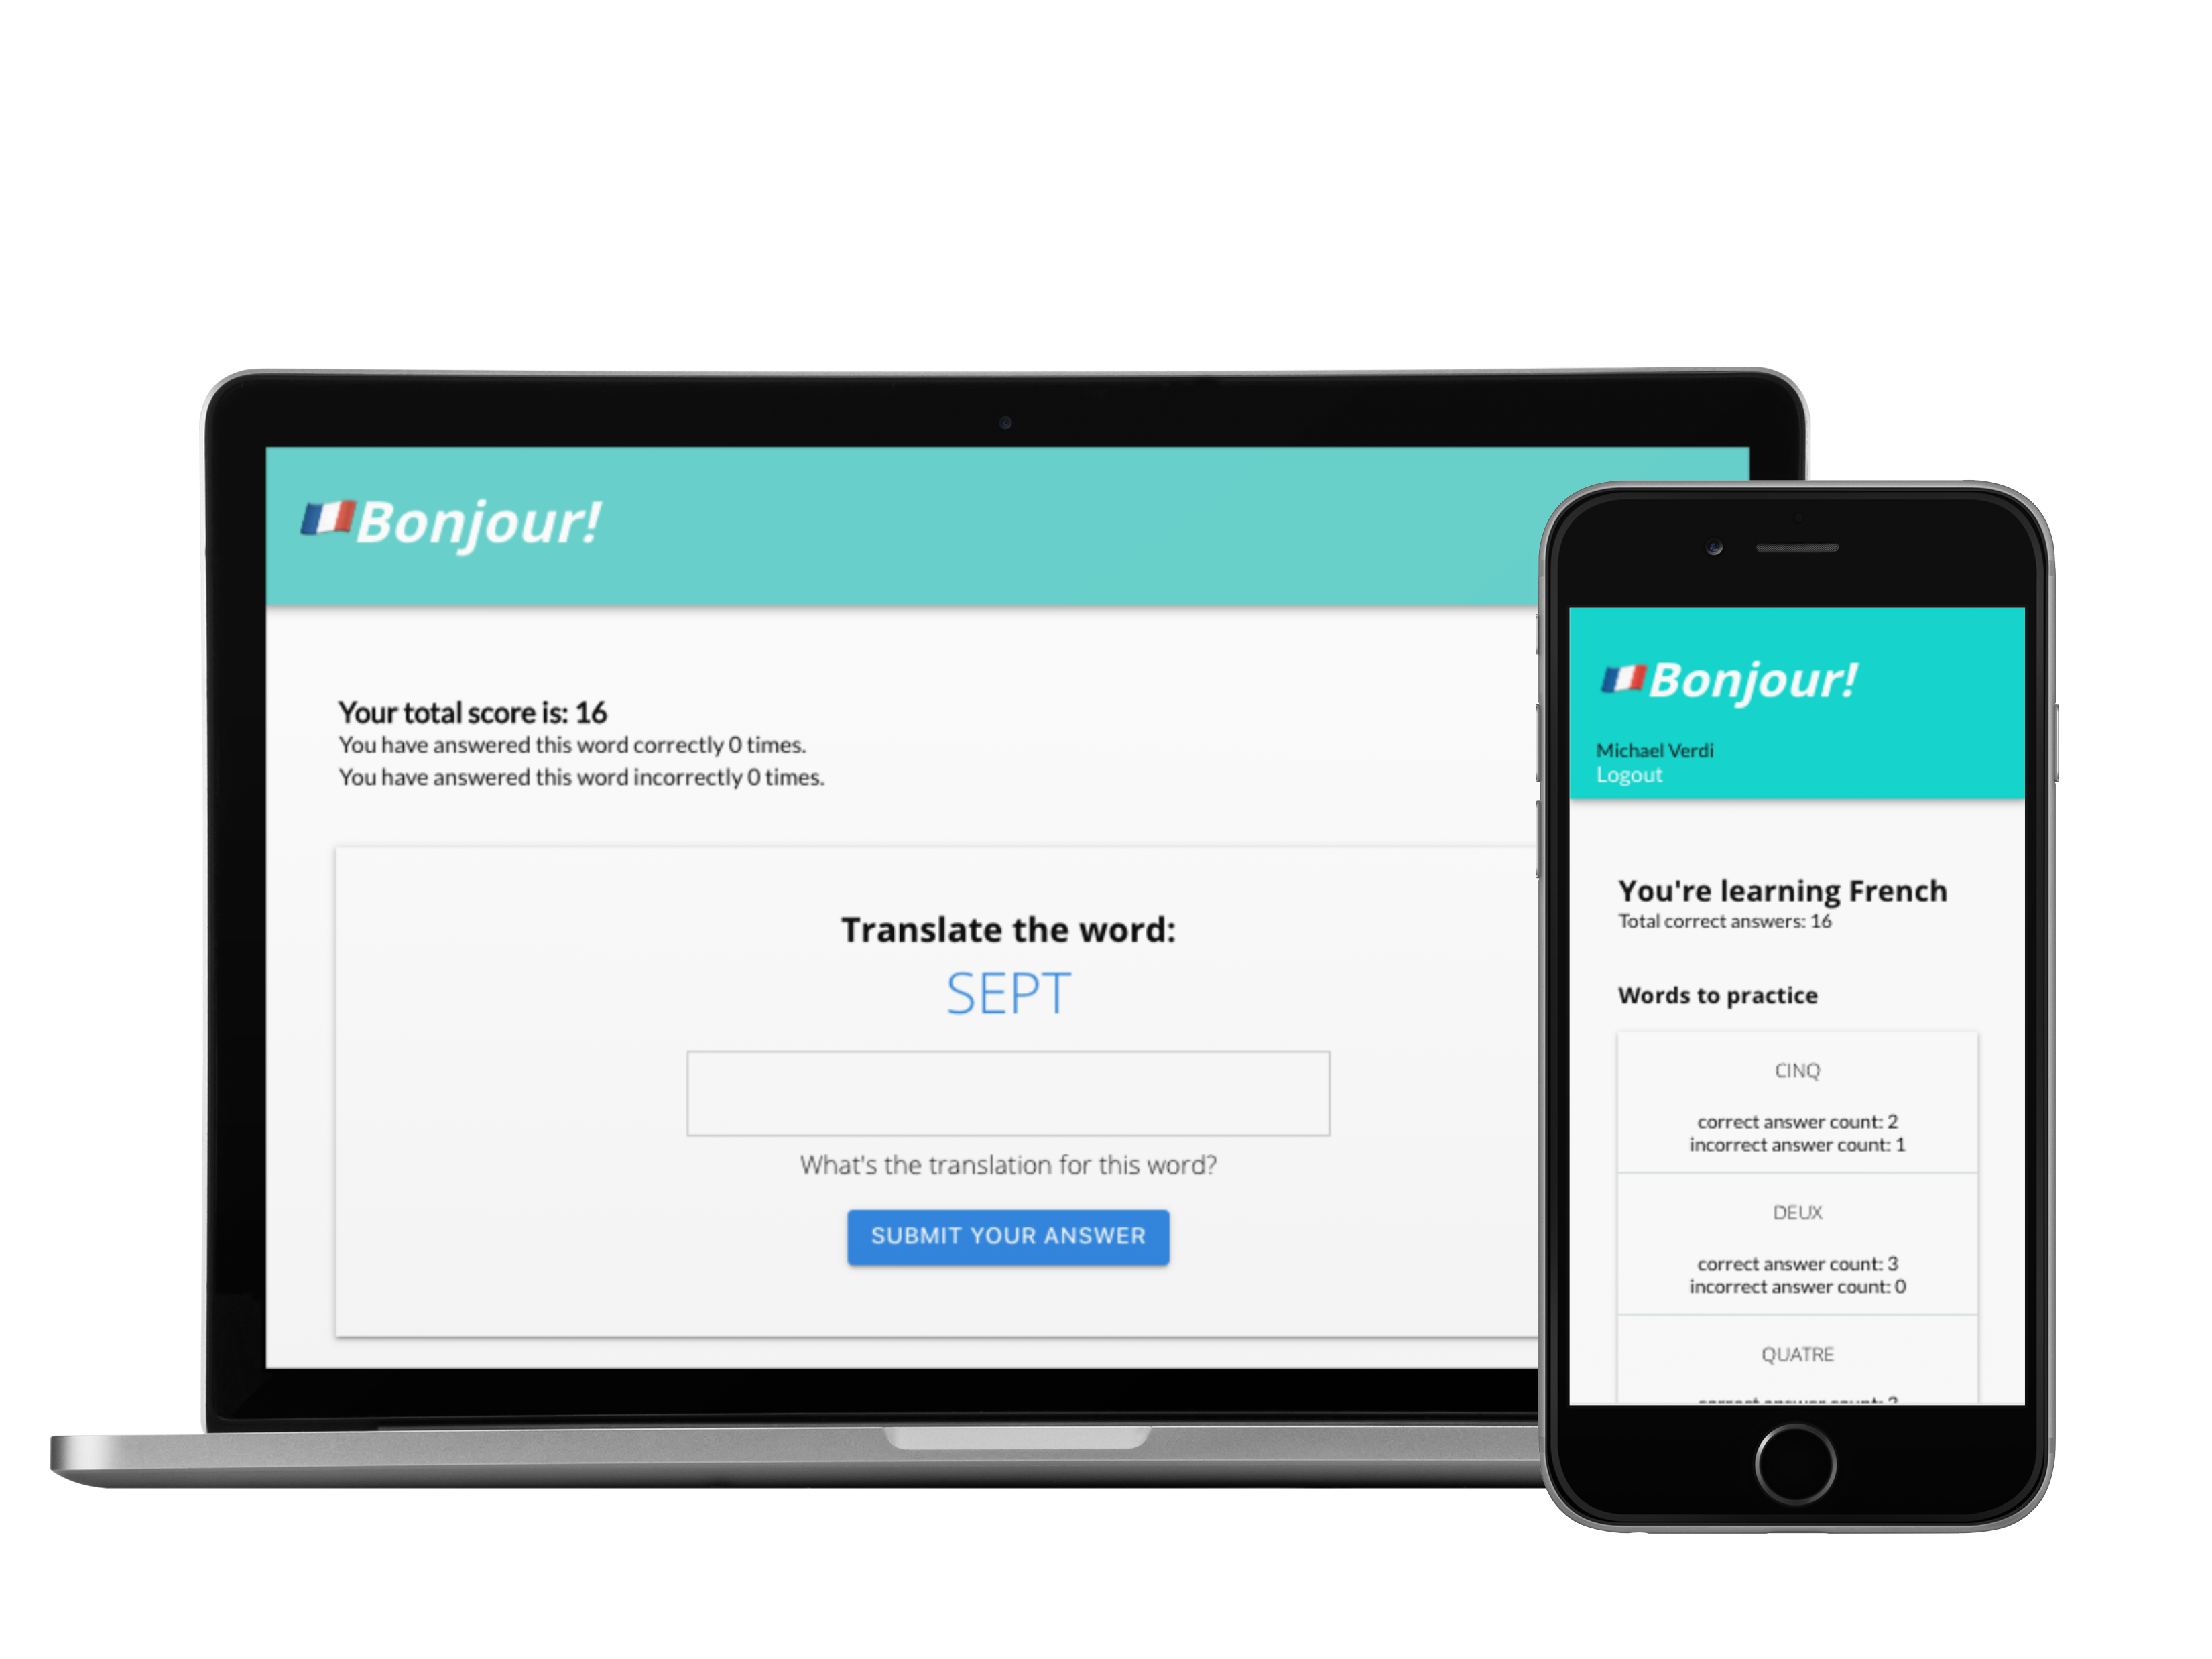 Bonjour!
Your total score is: 16
You have answered this word correctly 0 times.
You have answered this word incorrectly 0 times.
Translate the word:
SEPT
What's the translation for this word?
SUBMIT YOUR ANSWER
Bonjour!
Michael Verdi
Logout
You're learning French
Total correct answers: 16
Words to practice
CINQ
correct answer count: 2
incorrect answer count: 1
DEUX
correct answer count: 3
incorrect answer count: 0
QUATRE